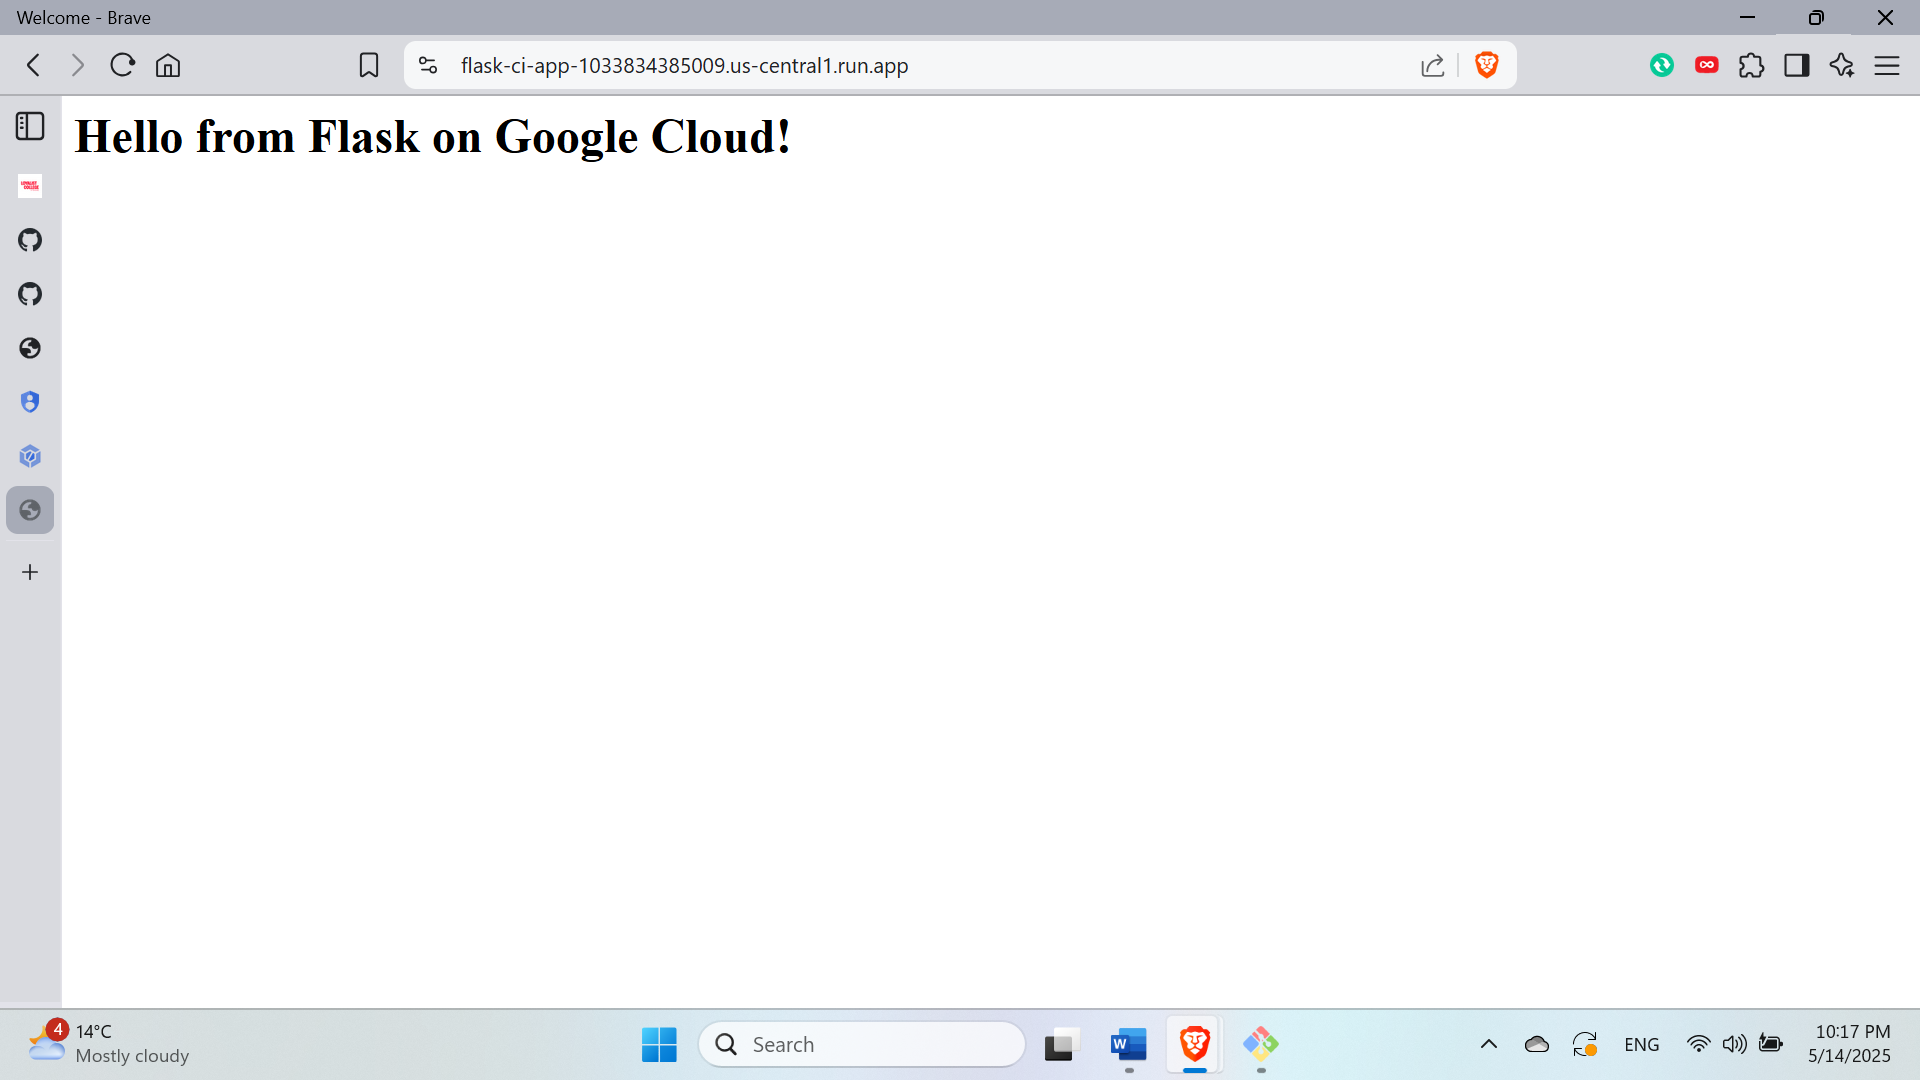 Welcome - Brave
flask-ci-app-1033834385009.us-central1.run.app
Hello from Flask on Google Cloud!
4
14°C
Mostly cloudy
Search
W
ENG
10:17 PM
5/14/2025